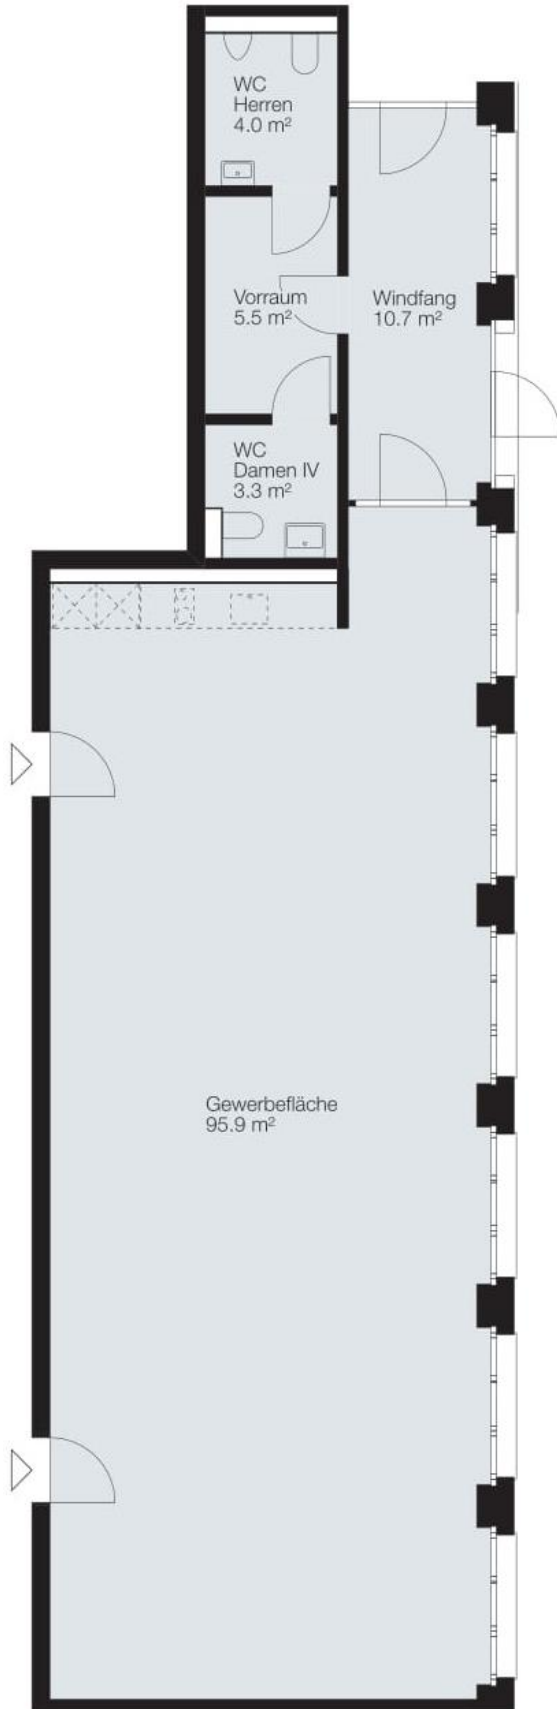 WC
Herren
4.0 m²
Vorraum
5.5 m²
Windfang
10.7 m²
WC
Damen IV
3.3 m²
Gewerbefläche
95.9 m²